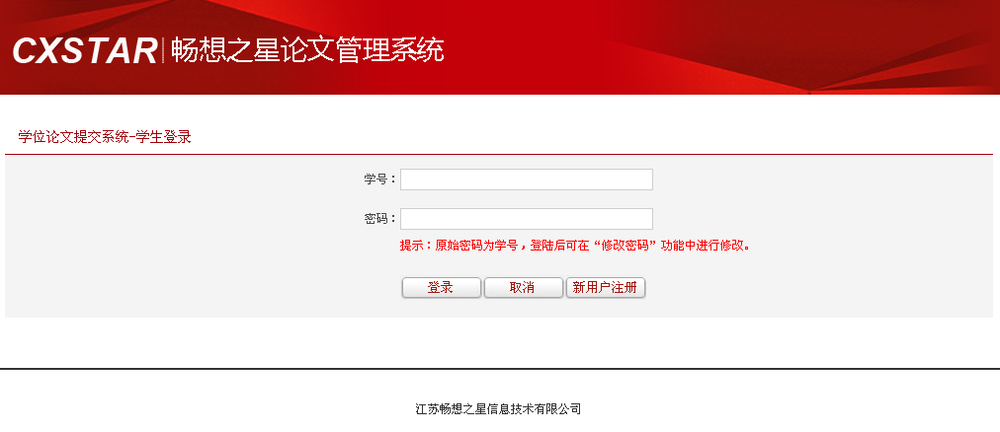 CXSTAR 畅想之星论文管理系统
学位论文提交系统-学生登录
学号：
密码：
提示：原始密码为学号，登陆后可在“修改密码”功能中进行修改。
登录 取消 新用户注册
江苏畅想之星信息技术有限公司